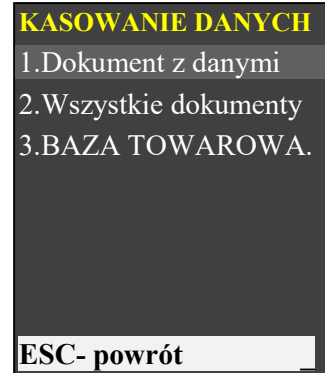 KASOWANIE DANYCH
1.Dokument z danymi
2.Wszystkie dokumenty
3.BAZA TOWAROWA.
ESC- powrót _